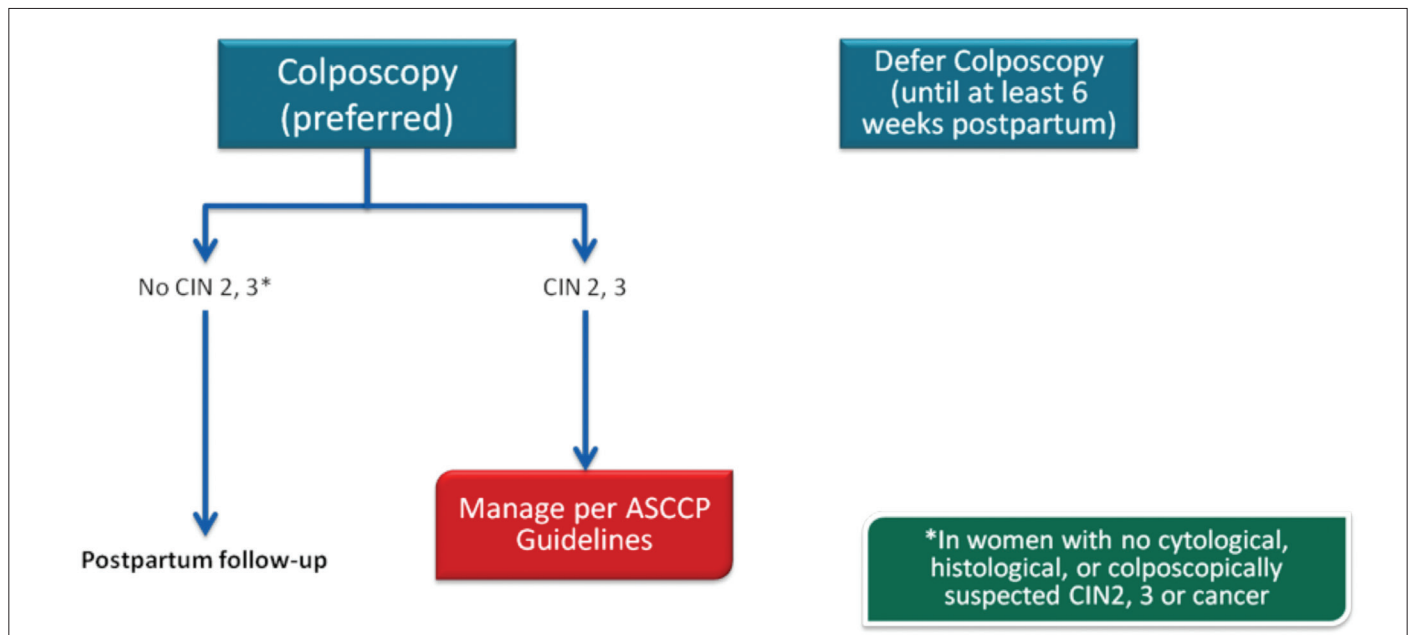 Colposcopy
(preferred)
Defer Colposcopy
(until at least 6
weeks postpartum)
No CIN 2, 3*
CIN 2, 3
Manage per ASCCP
Guidelines
Postpartum follow-up
*In women with no cytological,
histological, or colposcopically
suspected CIN2, 3 or cancer